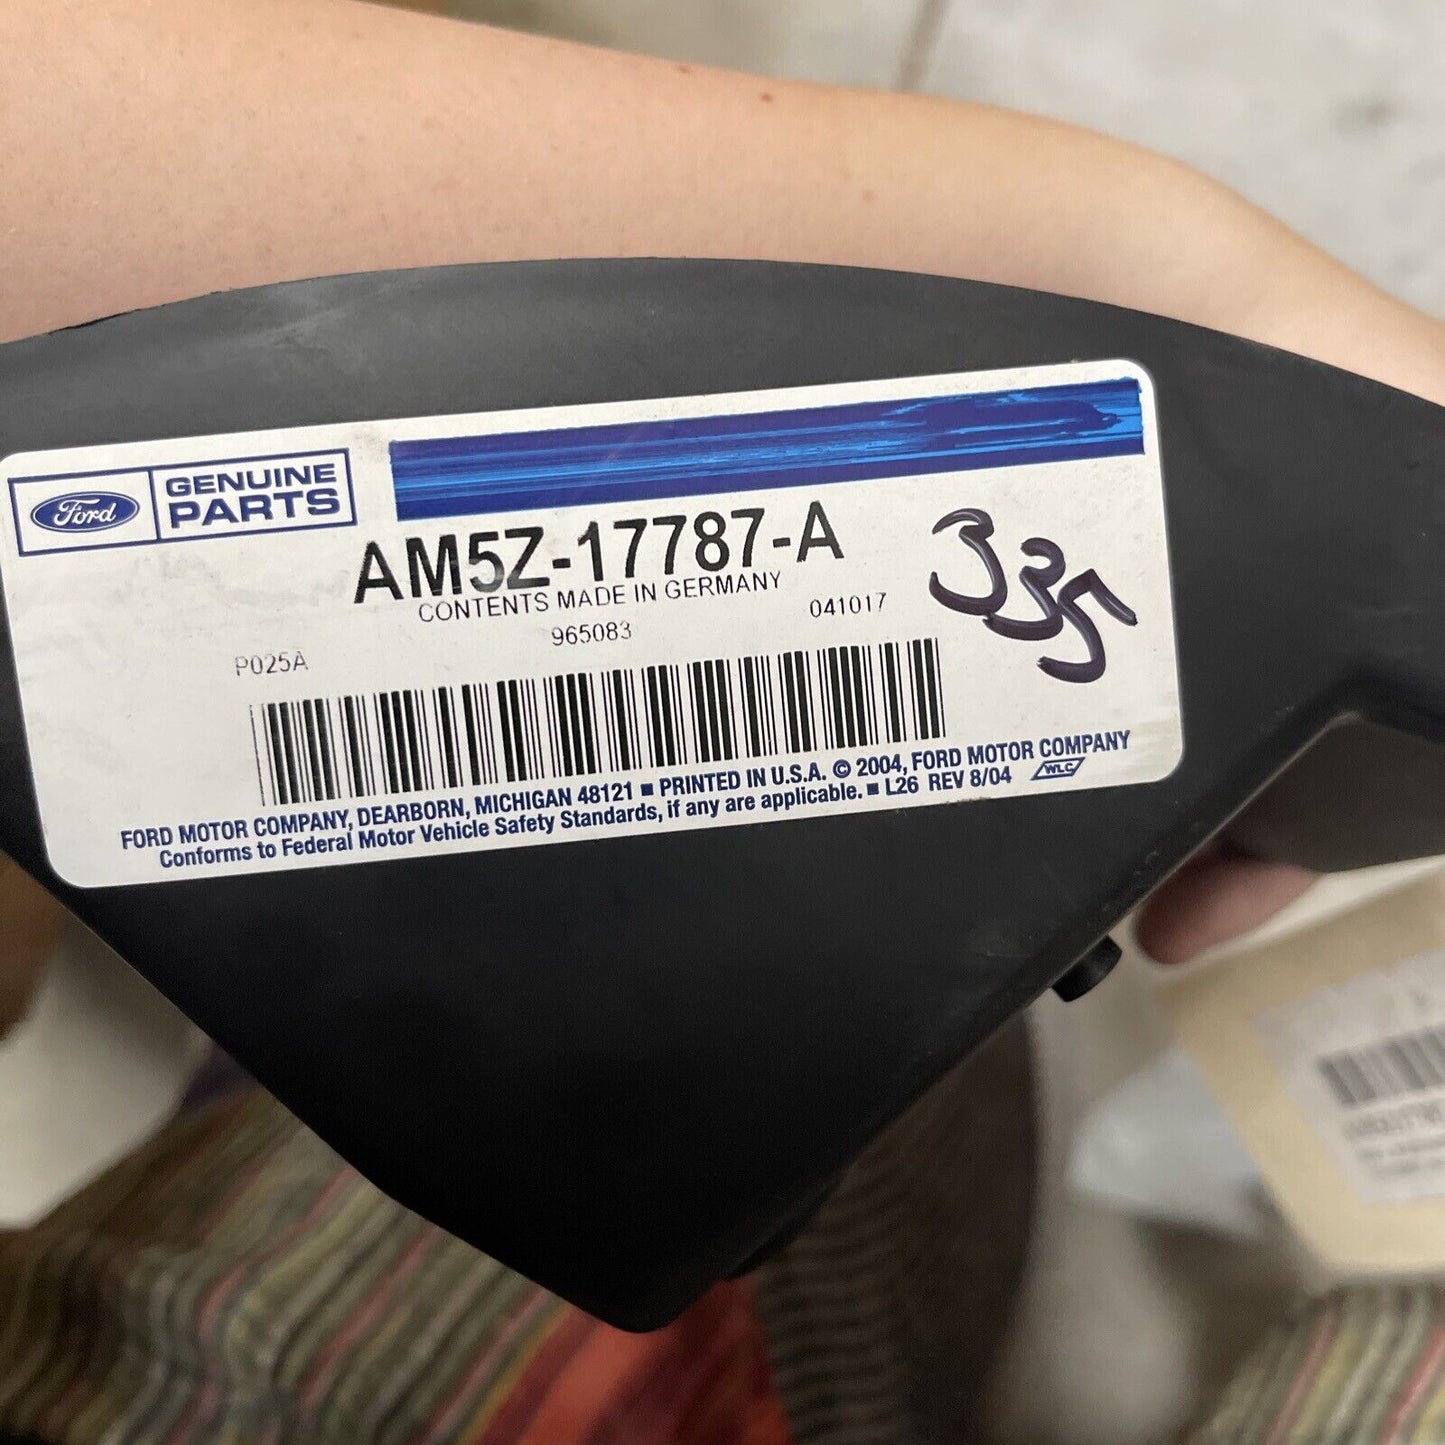 Ford
GENUINE
PARTS
AM5Z-17787-A
CONTENTS MADE IN GERMANY
965083
041017
P025A
335
FORD MOTOR COMPANY, DEARBORN, MICHIGAN 48121 ■ PRINTED IN U.S.A. © 2004, FORD MOTOR COMPANY
Conforms to Federal Motor Vehicle Safety Standards, if any are applicable. ■ L26 REV 8/04
WLC